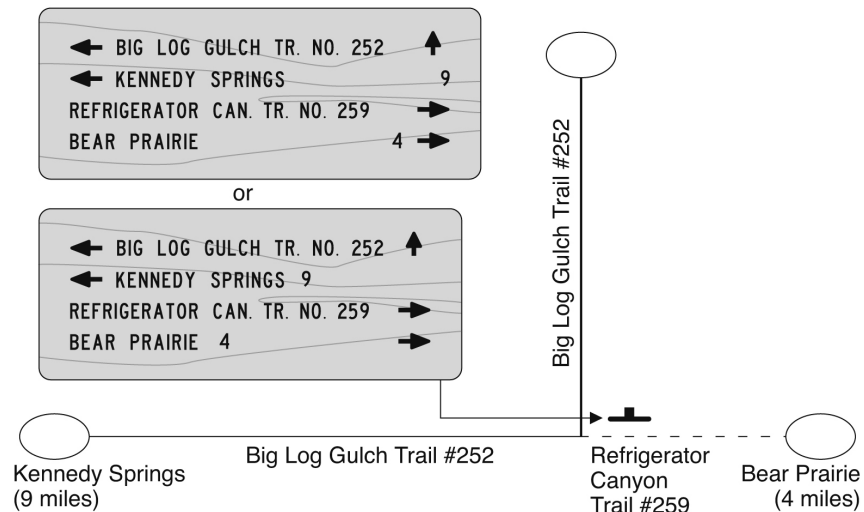 BIG LOG GULCH TR. NO. 252
KENNEDY SPRINGS 9
REFRIGERATOR CAN. TR. NO. 259
BEAR PRAIRIE 4
or
BIG LOG GULCH TR. NO. 252
KENNEDY SPRINGS 9
REFRIGERATOR CAN. TR. NO. 259
BEAR PRAIRIE 4
Big Log Gulch Trail #252
Big Log Gulch Trail #252
Kennedy Springs
(9 miles)
Refrigerator
Canyon
Trail #259
Bear Prairie
(4 miles)